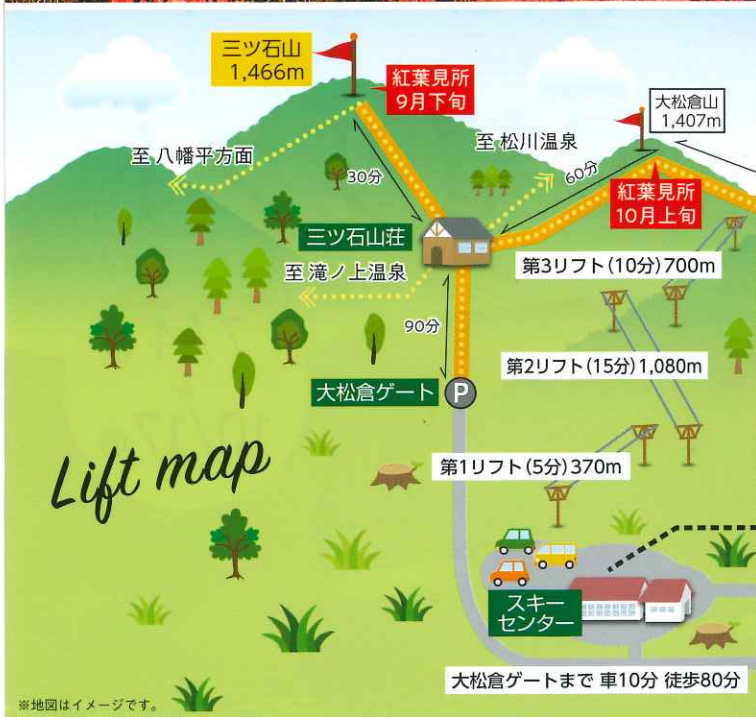 三ツ石山
1,466m
紅葉見所
9月下旬
大松倉山
1,407m
至 八幡平方面
至 松川温泉
30分
60分
紅葉見所
10月上旬
三ツ石山荘
第3リフト(10分)700m
至 滝ノ上温泉
90分
第2リフト(15分)1,080m
大松倉ゲート
P
Lift map
第1リフト(5分)370m
スキー
センター
大松倉ゲートまで 車10分 徒歩80分
※地図はイメージです。